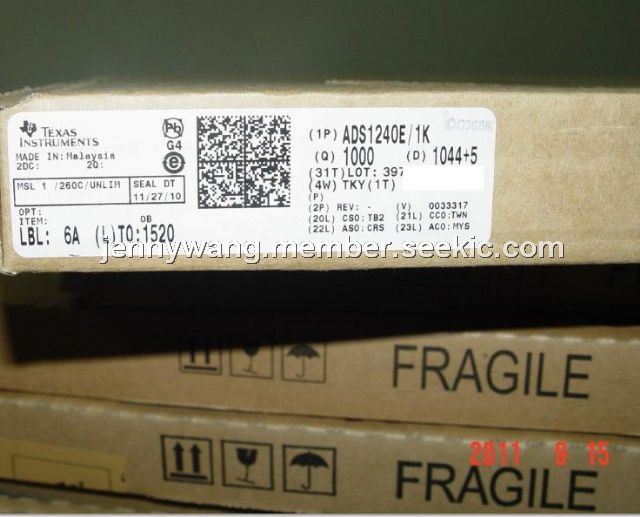 TEXAS
INSTRUMENTS
MADE IN: Malaysia
2DC: 2Q:
MSL 1 /260C/UNLIM
SEAL DT
11/27/10
OPT:
ITEM:
LBL: 6A (L)TO:1520
Pb
G4
e
(1P) ADS1240E/1K
(Q) 1000 (D) 1044+5
(31T)LOT: 397
(4W) TKY(1T)
(P)
(2P) REV: - (V) 0033317
(20L) CSO:TB2 (21L) CCO:TWN
(22L) ASO:CRS (23L) ACO:MYS
jennywang.member.seekic.com
FRAGILE
2011 9 15
FRAGILE